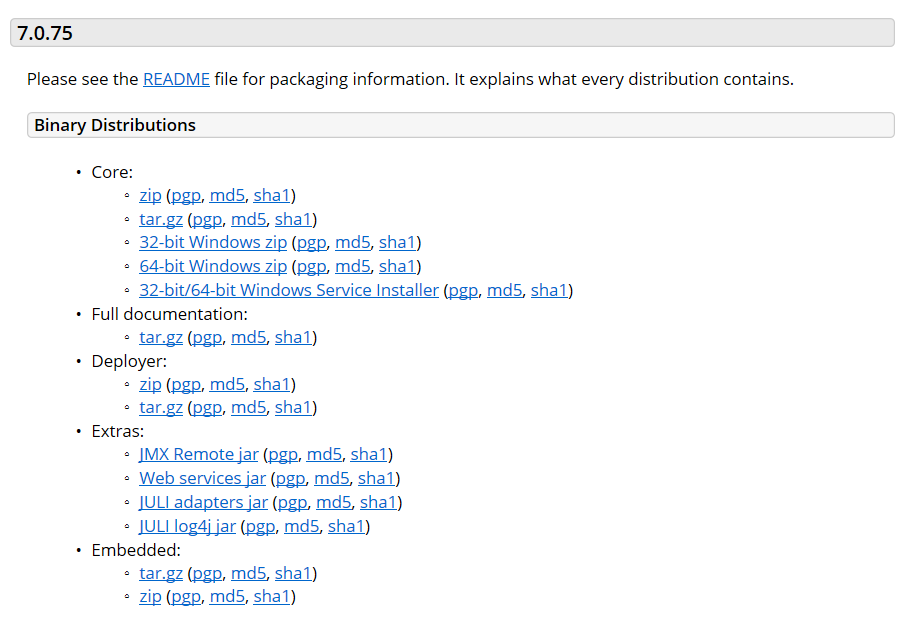 7.0.75
Please see the README file for packaging information. It explains what every distribution contains.
Binary Distributions
• Core:
◦ zip (pgp, md5, sha1)
◦ tar.gz (pgp, md5, sha1)
◦ 32-bit Windows zip (pgp, md5, sha1)
◦ 64-bit Windows zip (pgp, md5, sha1)
◦ 32-bit/64-bit Windows Service Installer (pgp, md5, sha1)
• Full documentation:
◦ tar.gz (pgp, md5, sha1)
• Deployer:
◦ zip (pgp, md5, sha1)
◦ tar.gz (pgp, md5, sha1)
• Extras:
◦ JMX Remote jar (pgp, md5, sha1)
◦ Web services jar (pgp, md5, sha1)
◦ JULI adapters jar (pgp, md5, sha1)
◦ JULI log4j jar (pgp, md5, sha1)
• Embedded:
◦ tar.gz (pgp, md5, sha1)
◦ zip (pgp, md5, sha1)